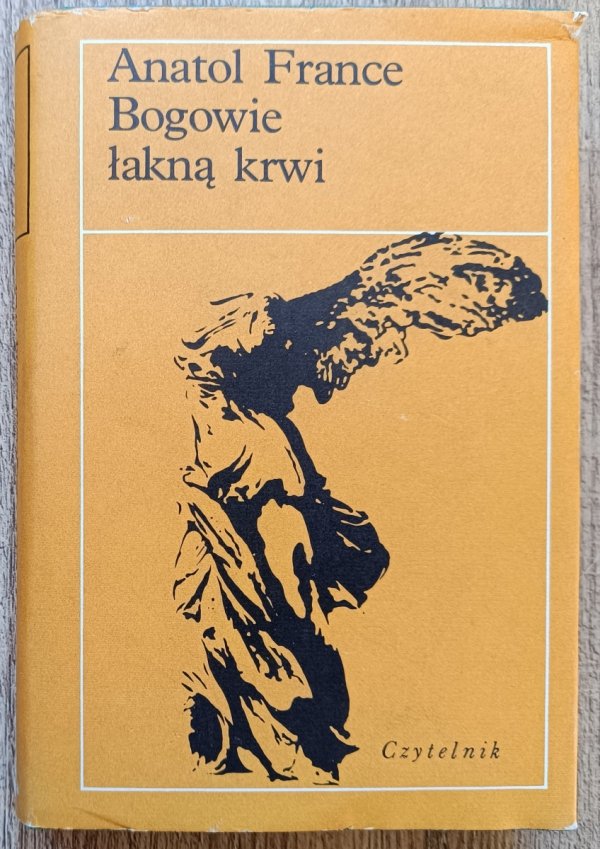 Anatol France
Bogowie
łakną krwi
Czytelnik